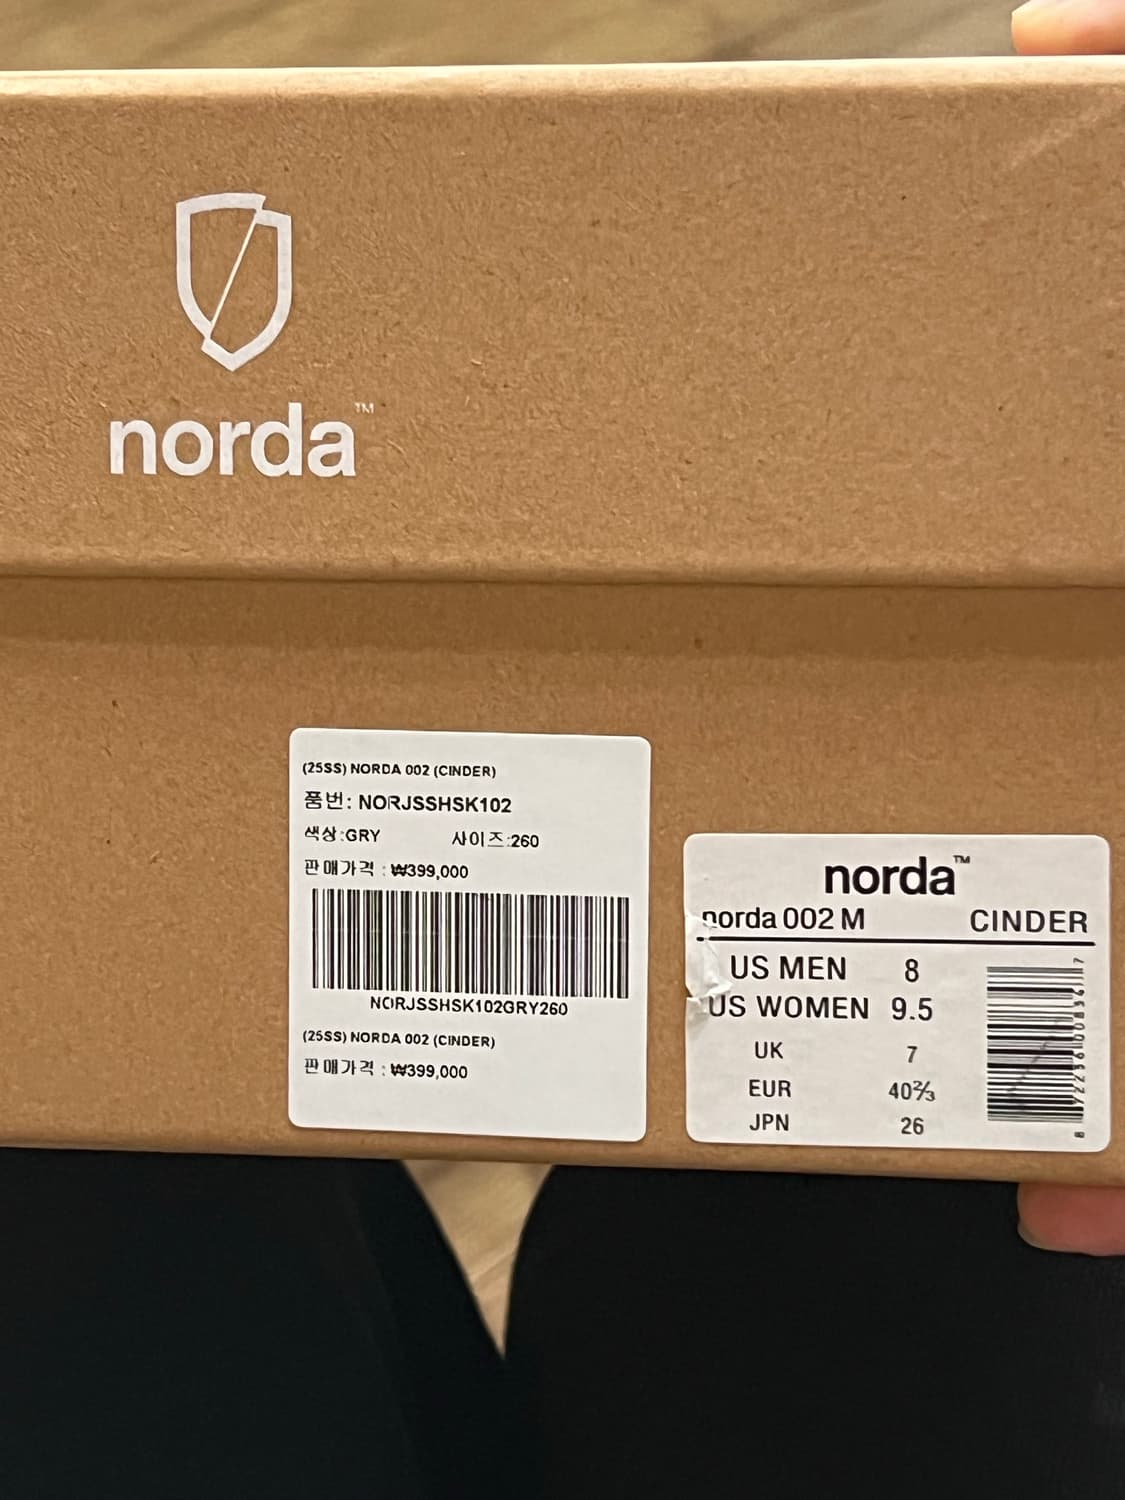 norda™
(25SS) NORDA 002 (CINDER)
품번: NORJSSHSK102
색상:GRY 사이즈:260
판매가격 : ₩399,000
NORJSSHSK102GRY260
(25SS) NORDA 002 (CINDER)
판매가격 : ₩399,000
norda™
norda 002 M CINDER
US MEN 8
US WOMEN 9.5
UK 7
EUR 40⅔
JPN 26